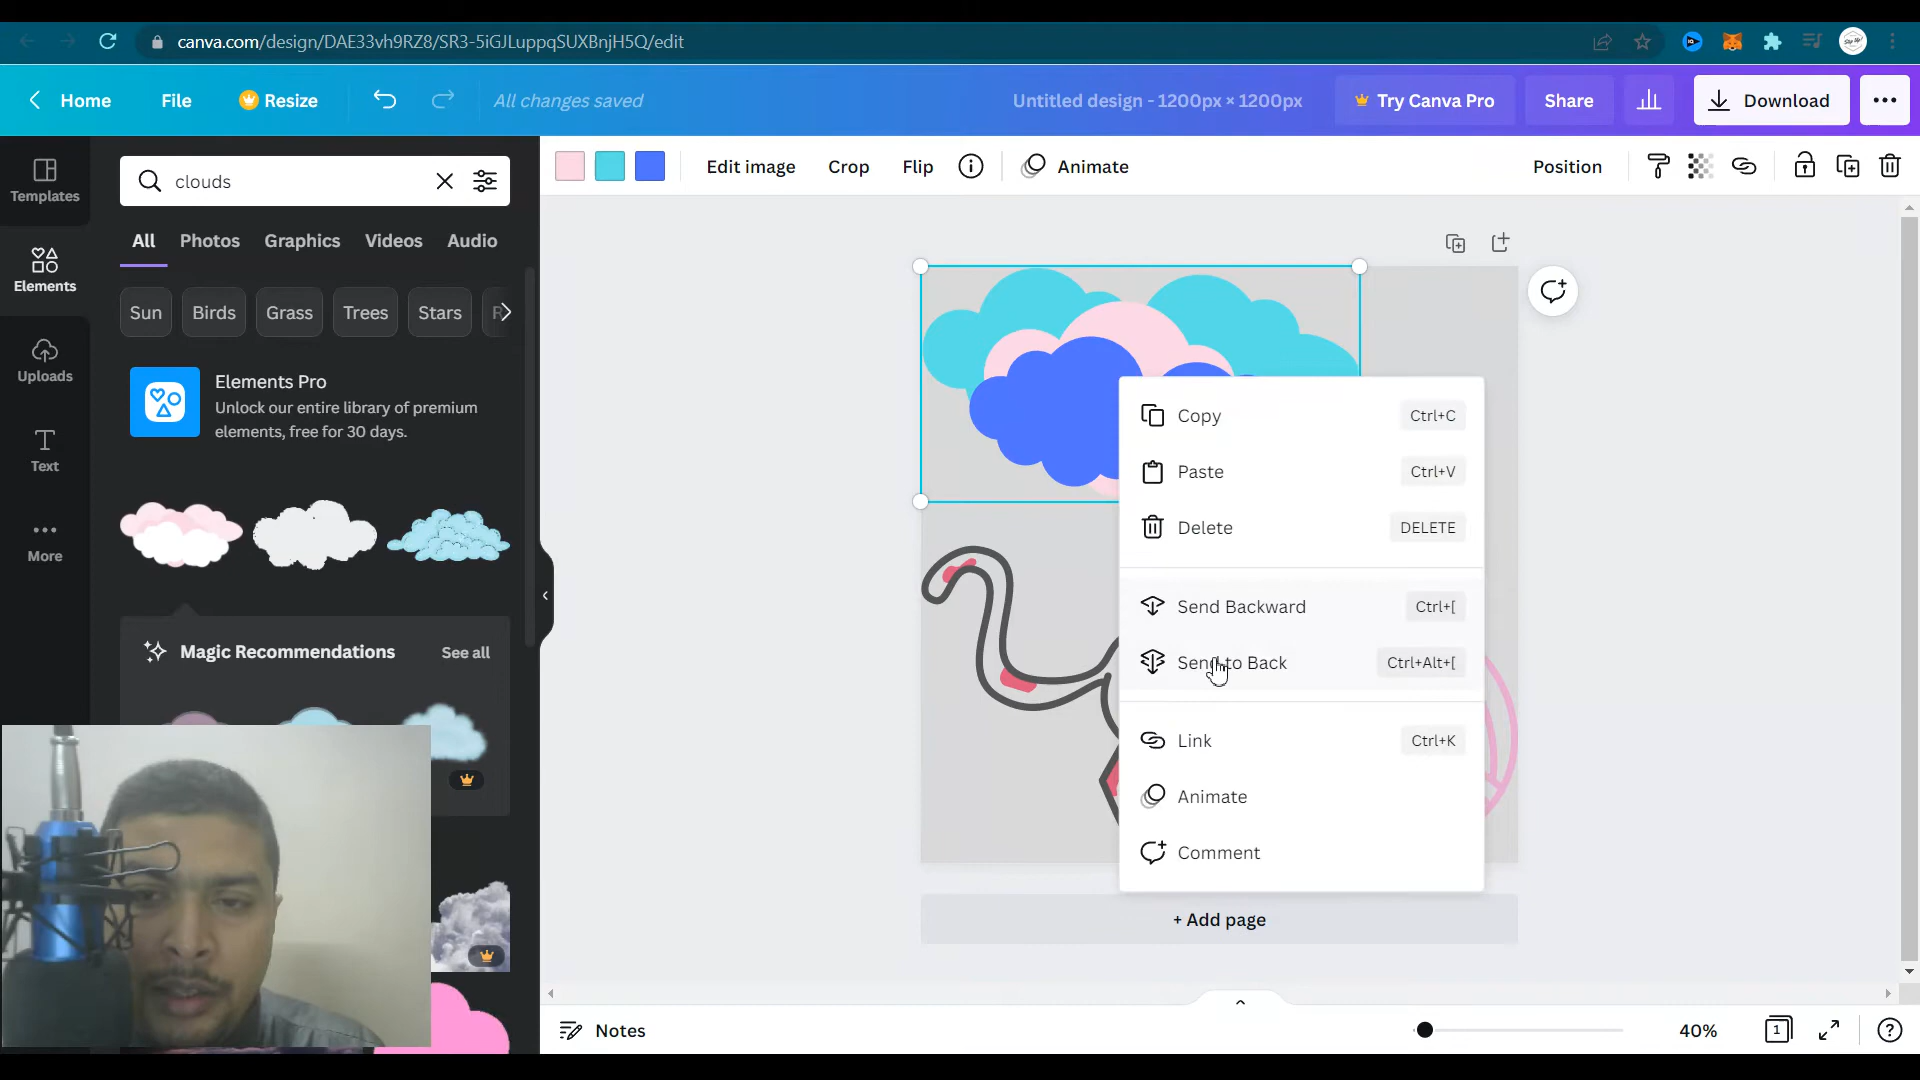 canva.com/design/DAE33vh9RZ8/SR3-5iGJLuppqSUXBnjH5Q/edit
Home
File
Resize
All changes saved
Untitled design - 1200px × 1200px
Try Canva Pro
Share
Download
Templates
Elements
Uploads
Text
More
clouds
All
Photos
Graphics
Videos
Audio
Sun
Birds
Grass
Trees
Stars
Elements Pro
Unlock our entire library of premium
elements, free for 30 days.
Magic Recommendations
See all
Edit image
Crop
Flip
Animate
Position
Copy Ctrl+C
Paste Ctrl+V
Delete DELETE
Send Backward Ctrl+[
Send to Back Ctrl+Alt+[
Link Ctrl+K
Animate
Comment
+ Add page
Notes
40%
1